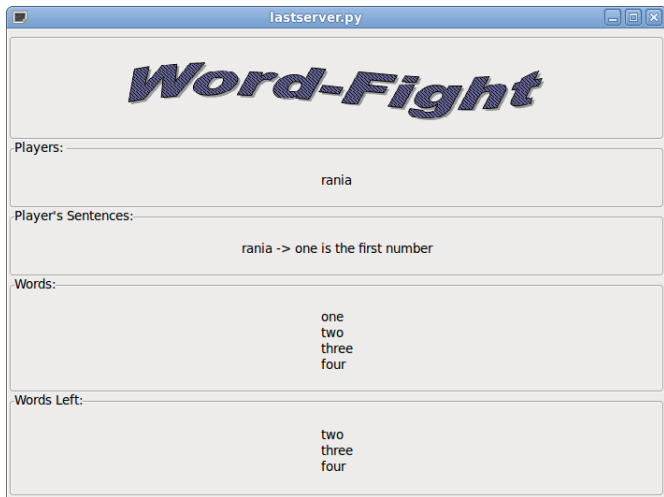 lastserver.py
Word-Fight
Players:
rania
Player's Sentences:
rania -> one is the first number
Words:
one
two
three
four
Words Left:
two
three
four